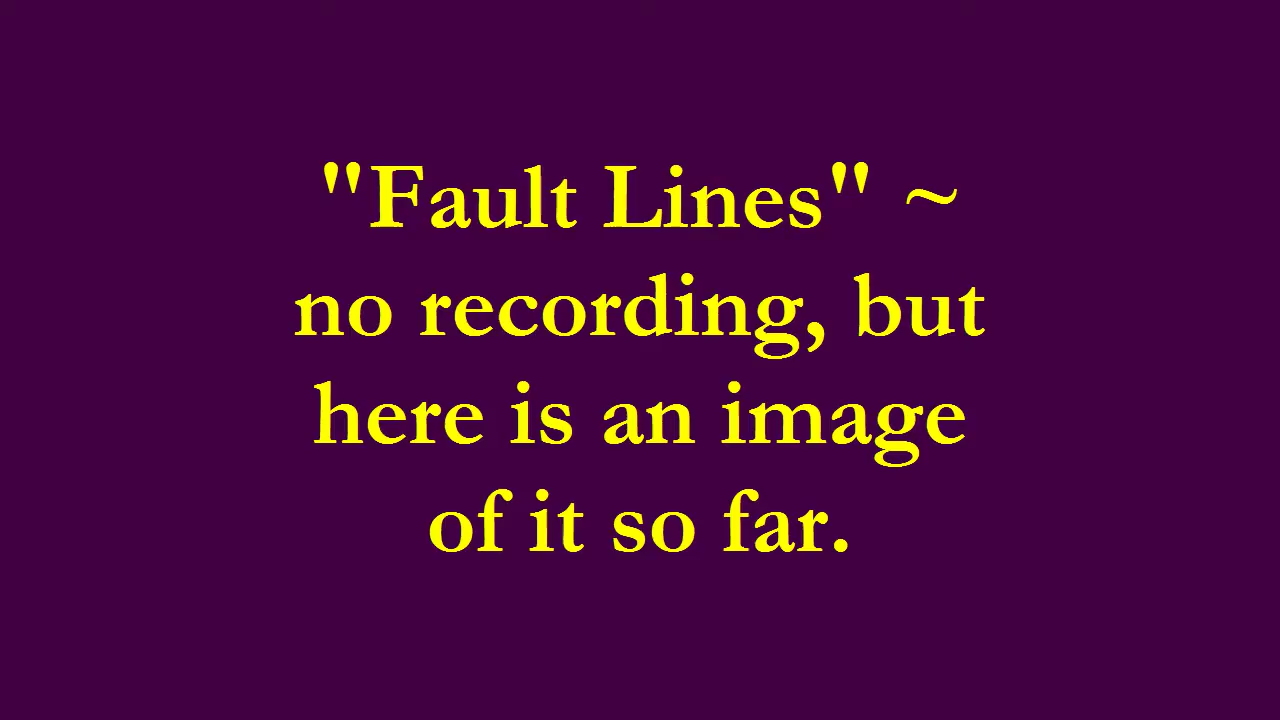 "Fault Lines" ~
no recording, but
here is an image
of it so far.